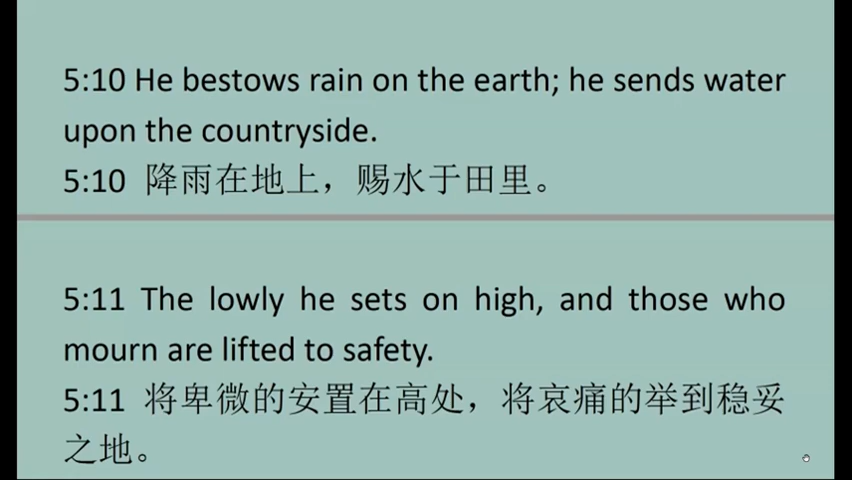 5:10 He bestows rain on the earth; he sends water
upon the countryside.
5:10 降雨在地上，赐水于田里。
5:11 The lowly he sets on high, and those who
mourn are lifted to safety.
5:11 将卑微的安置在高处，将哀痛的举到稳妥
之地。